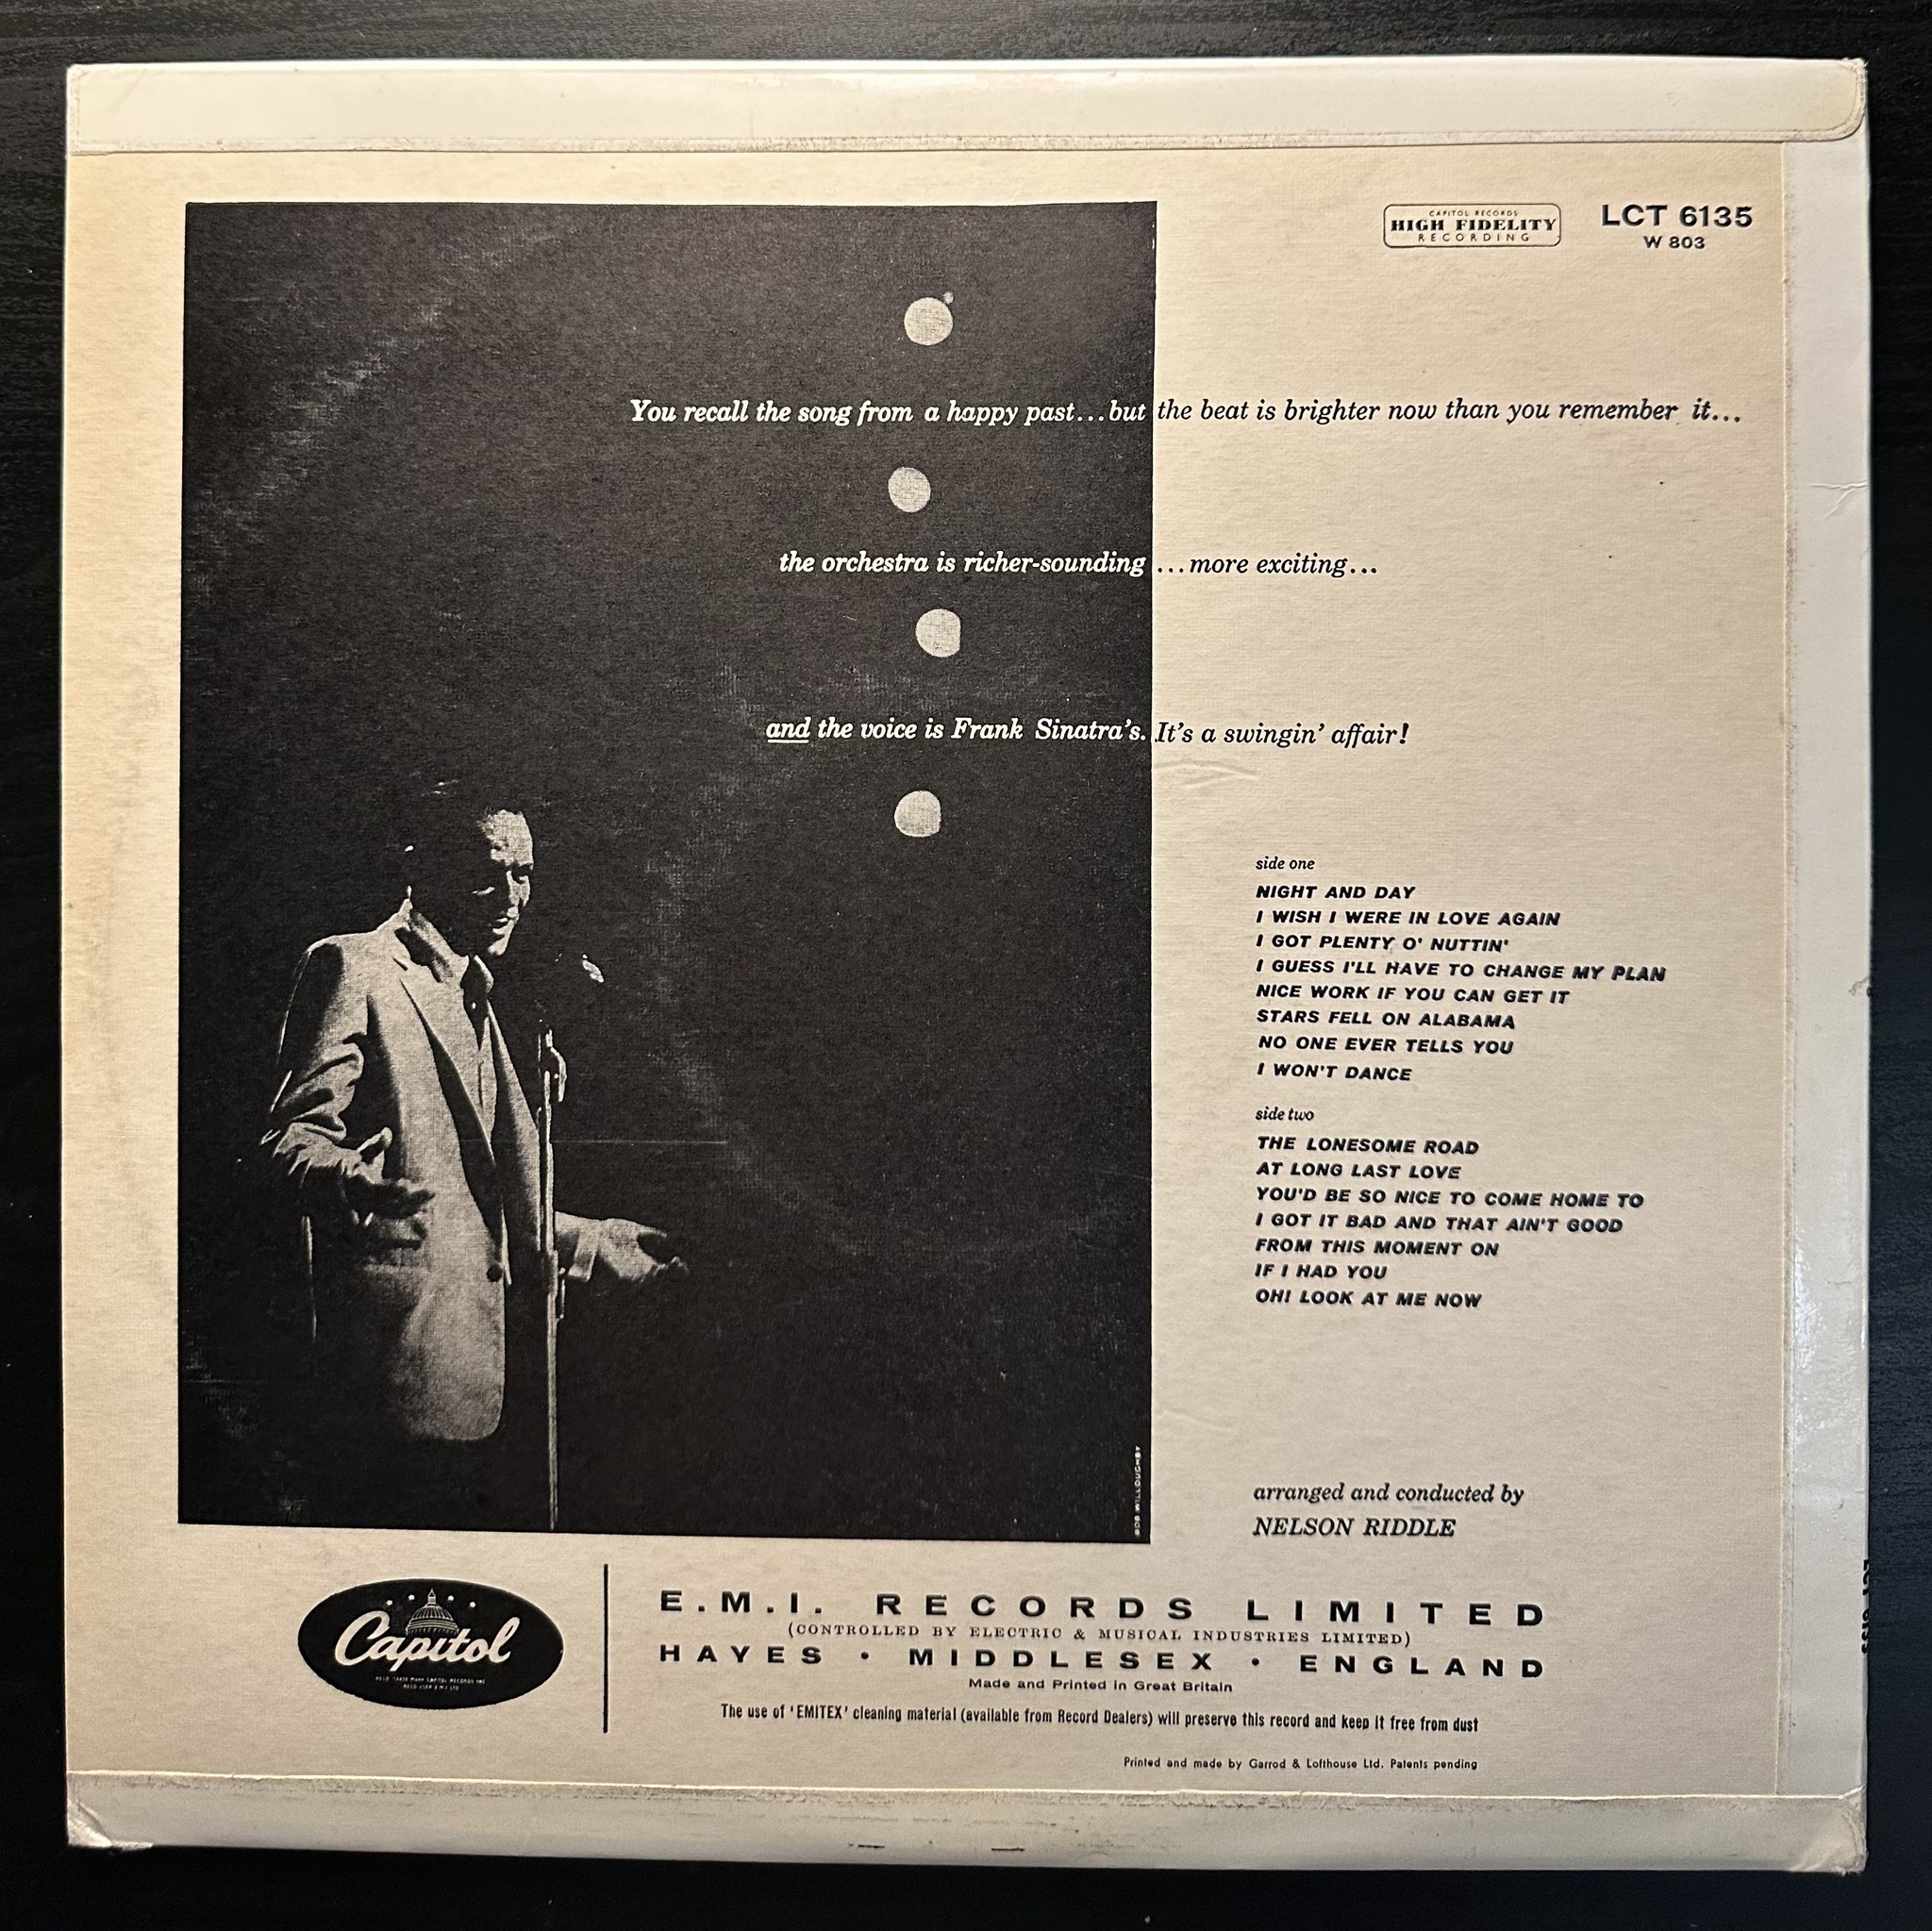 CAPITOL RECORDS
HIGH FIDELITY
RECORDING
LCT 6135
W 803
You recall the song from a happy past...but the beat is brighter now than you remember it...
the orchestra is richer-sounding ...more exciting...
and the voice is Frank Sinatra's. It's a swingin' affair!
side one
NIGHT AND DAY
I WISH I WERE IN LOVE AGAIN
I GOT PLENTY O' NUTTIN'
I GUESS I'LL HAVE TO CHANGE MY PLAN
NICE WORK IF YOU CAN GET IT
STARS FELL ON ALABAMA
NO ONE EVER TELLS YOU
I WON'T DANCE
side two
THE LONESOME ROAD
AT LONG LAST LOVE
YOU'D BE SO NICE TO COME HOME TO
I GOT IT BAD AND THAT AIN'T GOOD
FROM THIS MOMENT ON
IF I HAD YOU
OH! LOOK AT ME NOW
arranged and conducted by
NELSON RIDDLE
BOB WILLOUGHBY
Capitol
E.M.I. RECORDS LIMITED
(CONTROLLED BY ELECTRIC & MUSICAL INDUSTRIES LIMITED)
HAYES • MIDDLESEX • ENGLAND
Made and Printed in Great Britain
The use of 'EMITEX' cleaning material (available from Record Dealers) will preserve this record and keep it free from dust
Printed and made by Garrod & Lofthouse Ltd. Patents pending